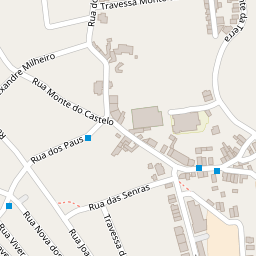 Travessa Monte
Rua do
te da Terra
exandre Milheiro
Rua Monte do Castelo
Rua dos Paus
Rua das Senras
Rua Nova do
Rua Viver
Rua Joa
Travessa d